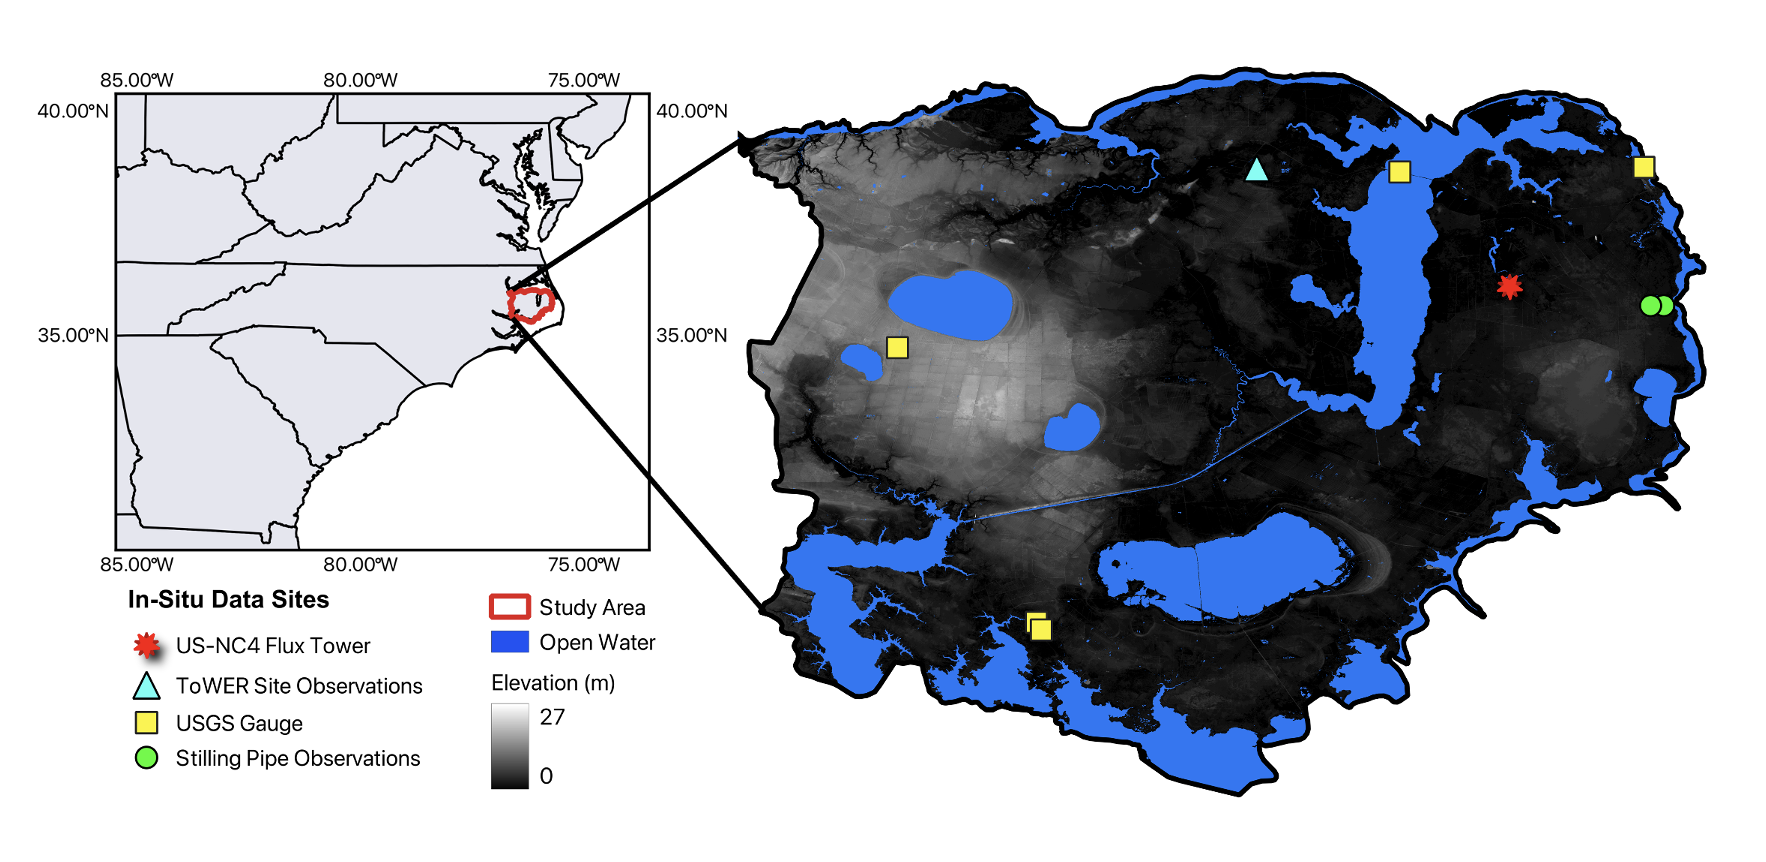 85.00°W 80.00°W 75.00°W
40.00°N 40.00°N
35.00°N 35.00°N
85.00°W 80.00°W 75.00°W
In-Situ Data Sites
US-NC4 Flux Tower
ToWER Site Observations
USGS Gauge
Stilling Pipe Observations
Study Area
Open Water
Elevation (m)
27
0